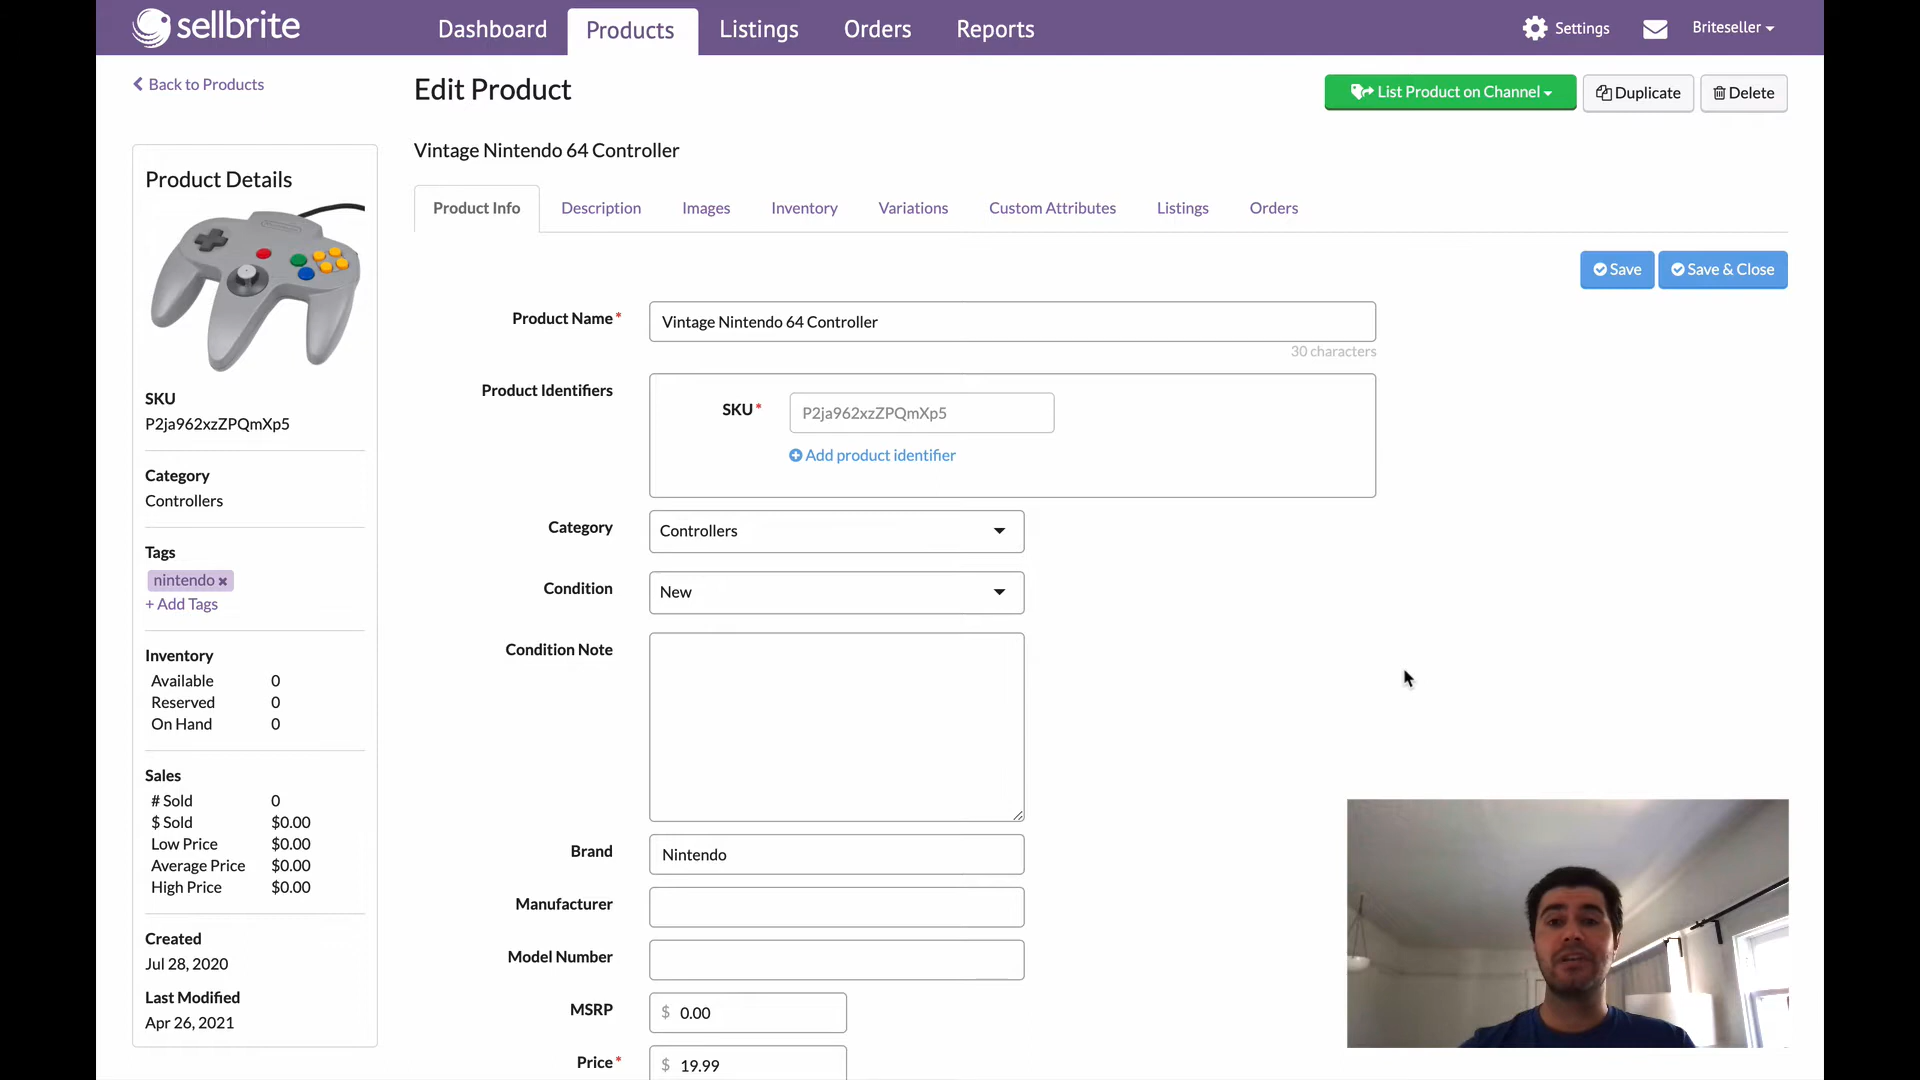 sellbrite
Dashboard
Products
Listings
Orders
Reports
Settings
Briteseller
Back to Products
Edit Product
List Product on Channel
Duplicate
Delete
Vintage Nintendo 64 Controller
Product Info
Description
Images
Inventory
Variations
Custom Attributes
Listings
Orders
Save
Save & Close
Product Details
SKU
P2ja962xzZPQmXp5
Category
Controllers
Tags
nintendo
+ Add Tags
Inventory
Available 0
Reserved 0
On Hand 0
Sales
# Sold 0
$ Sold $0.00
Low Price $0.00
Average Price $0.00
High Price $0.00
Created
Jul 28, 2020
Last Modified
Apr 26, 2021
Product Name* Vintage Nintendo 64 Controller
30 characters
Product Identifiers
SKU* P2ja962xzZPQmXp5
Add product identifier
Category Controllers
Condition New
Condition Note
Brand Nintendo
Manufacturer
Model Number
MSRP $ 0.00
Price* $ 19.99